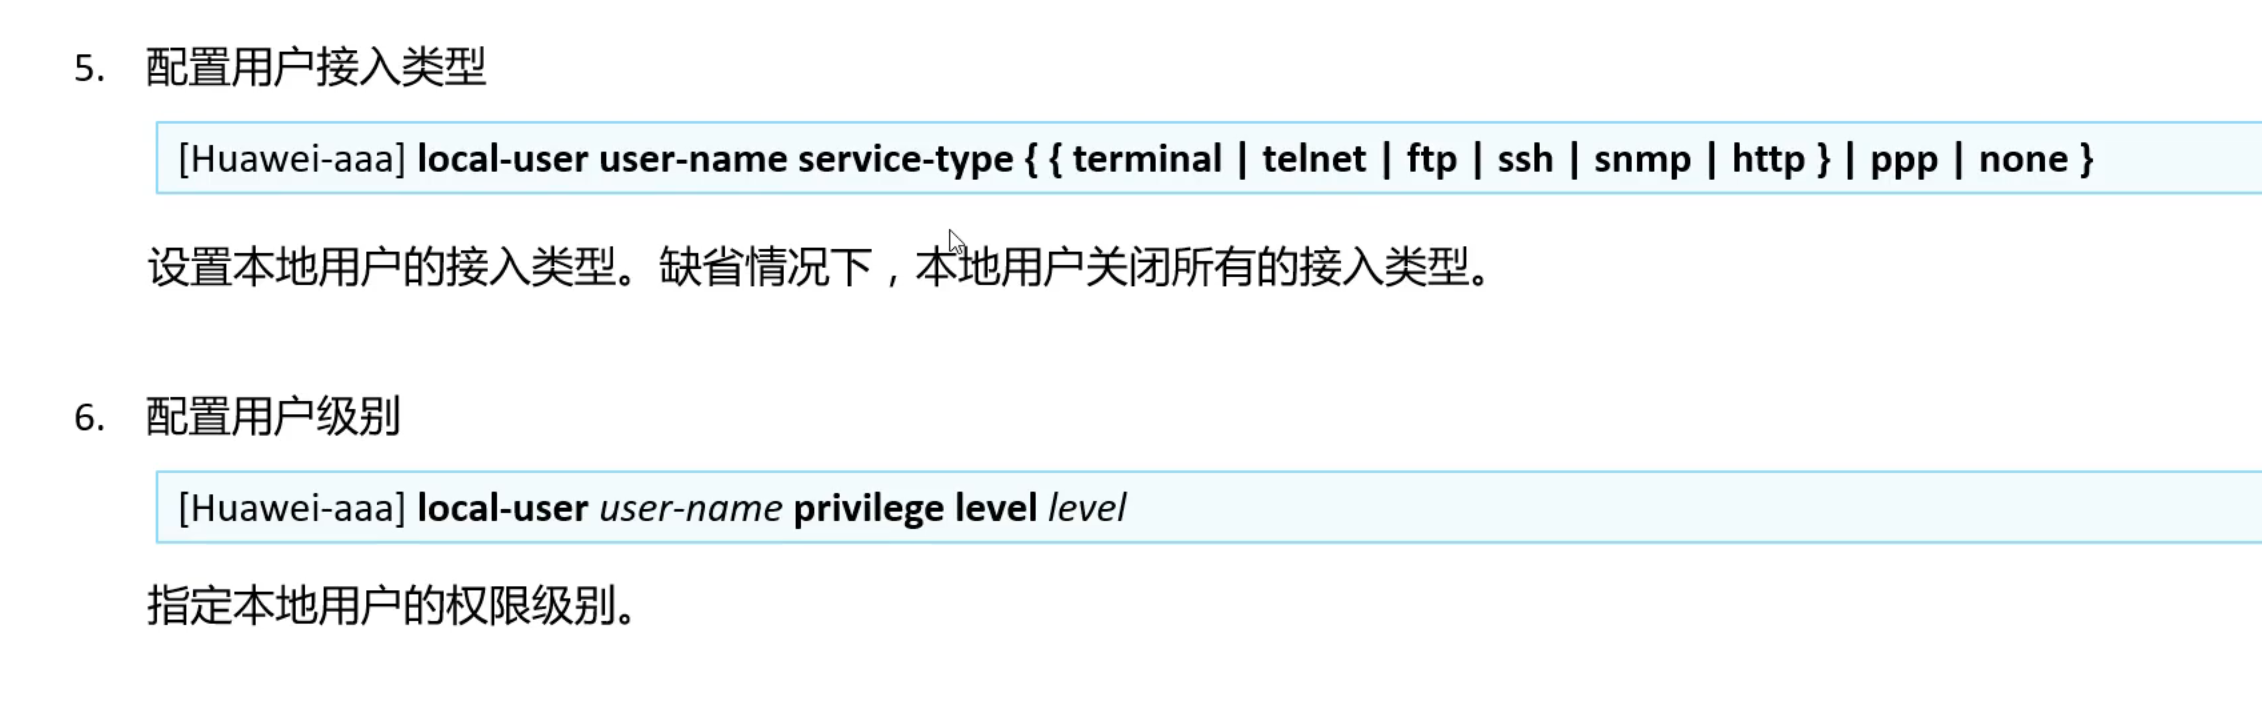 5. 配置用户接入类型
[Huawei-aaa] local-user user-name service-type { { terminal | telnet | ftp | ssh | snmp | http } | ppp | none }
设置本地用户的接入类型。缺省情况下，本地用户关闭所有的接入类型。
6. 配置用户级别
[Huawei-aaa] local-user user-name privilege level level
指定本地用户的权限级别。